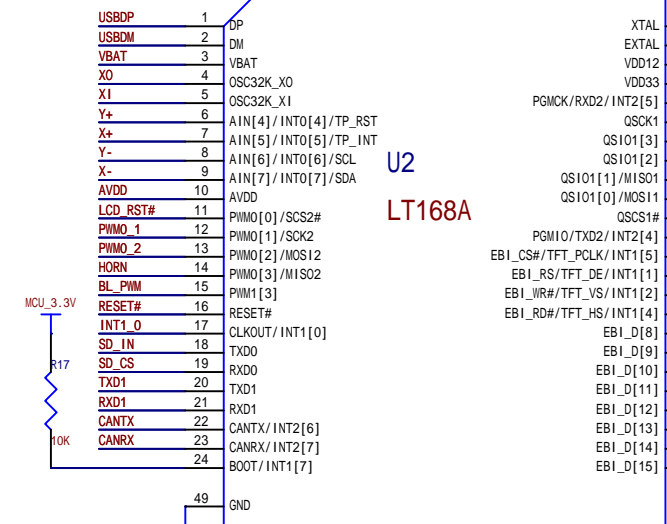 USBDP 1 DP XTAL
USBDM 2 DM EXTAL
VBAT 3 VBAT VDD12
XO 4 OSC32K_XO VDD33
XI 5 OSC32K_XI PGMCK/RXD2/INT2[5]
Y+ 6 AIN[4]/INT0[4]/TP_RST QSCK1
X+ 7 AIN[5]/INT0[5]/TP_INT QSIO1[3]
Y- 8 AIN[6]/INT0[6]/SCL QSIO1[2]
U2
X- 9 AIN[7]/INT0[7]/SDA QSIO1[1]/MISO1
AVDD 10 AVDD QSIO1[0]/MOSI1
LCD_RST# 11 PWM0[0]/SCS2# QSCS1#
LT168A
PWM0_1 12 PWM0[1]/SCK2 PGMIO/TXD2/INT2[4]
PWM0_2 13 PWM0[2]/MOSI2 EBI_CS#/TFT_PCLK/INT1[5]
HORN 14 PWM0[3]/MISO2 EBI_RS/TFT_DE/INT1[1]
BL_PWM 15 PWM1[3] EBI_WR#/TFT_VS/INT1[2]
MCU_3.3V
RESET# 16 RESET# EBI_RD#/TFT_HS/INT1[4]
INT1_0 17 CLKOUT/INT1[0] EBI_D[8]
SD_IN 18 TXD0 EBI_D[9]
R17
SD_CS 19 RXD0 EBI_D[10]
TXD1 20 TXD1 EBI_D[11]
RXD1 21 RXD1 EBI_D[12]
CANTX 22 CANTX/INT2[6] EBI_D[13]
10K
CANRX 23 CANRX/INT2[7] EBI_D[14]
24 BOOT/INT1[7] EBI_D[15]
49 GND